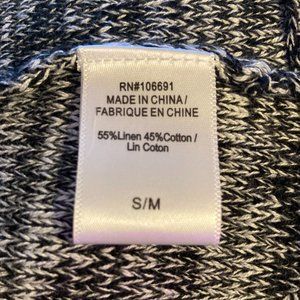 RN#106691
MADE IN CHINA /
FABRIQUE EN CHINE
55%Linen 45%Cotton /
Lin Coton
S/M